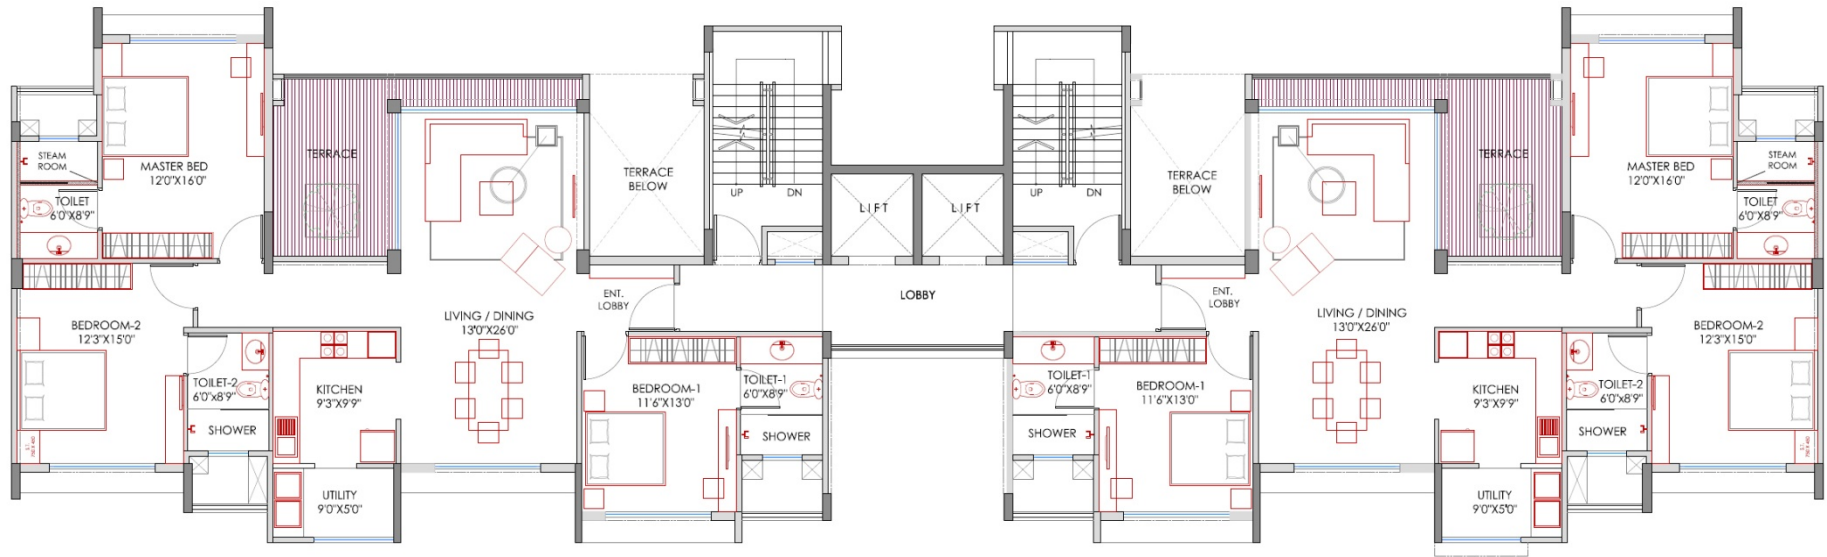 MASTER BED
12'0"X16'0"
STEAM
ROOM
TOILET
6'0"X8'9"
TERRACE
TERRACE
BELOW
UP
DN
LIFT
LIFT
UP
DN
TERRACE
BELOW
TERRACE
MASTER BED
12'0"X16'0"
STEAM
ROOM
TOILET
6'0"X8'9"
BEDROOM-2
12'3"X15'0"
LIVING / DINING
13'0"X26'0"
ENT.
LOBBY
LOBBY
ENT.
LOBBY
LIVING / DINING
13'0"X26'0"
BEDROOM-2
12'3"X15'0"
TOILET-2
6'0"x8'9"
SHOWER
KITCHEN
9'3"X9'9"
BEDROOM-1
11'6"X13'0"
TOILET-1
6'0"X8'9"
SHOWER
TOILET-1
6'0"X8'9"
SHOWER
BEDROOM-1
11'6"X13'0"
KITCHEN
9'3"X9'9"
TOILET-2
6'0"x8'9"
SHOWER
UTILITY
9'0"X5'0"
UTILITY
9'0"X5'0"